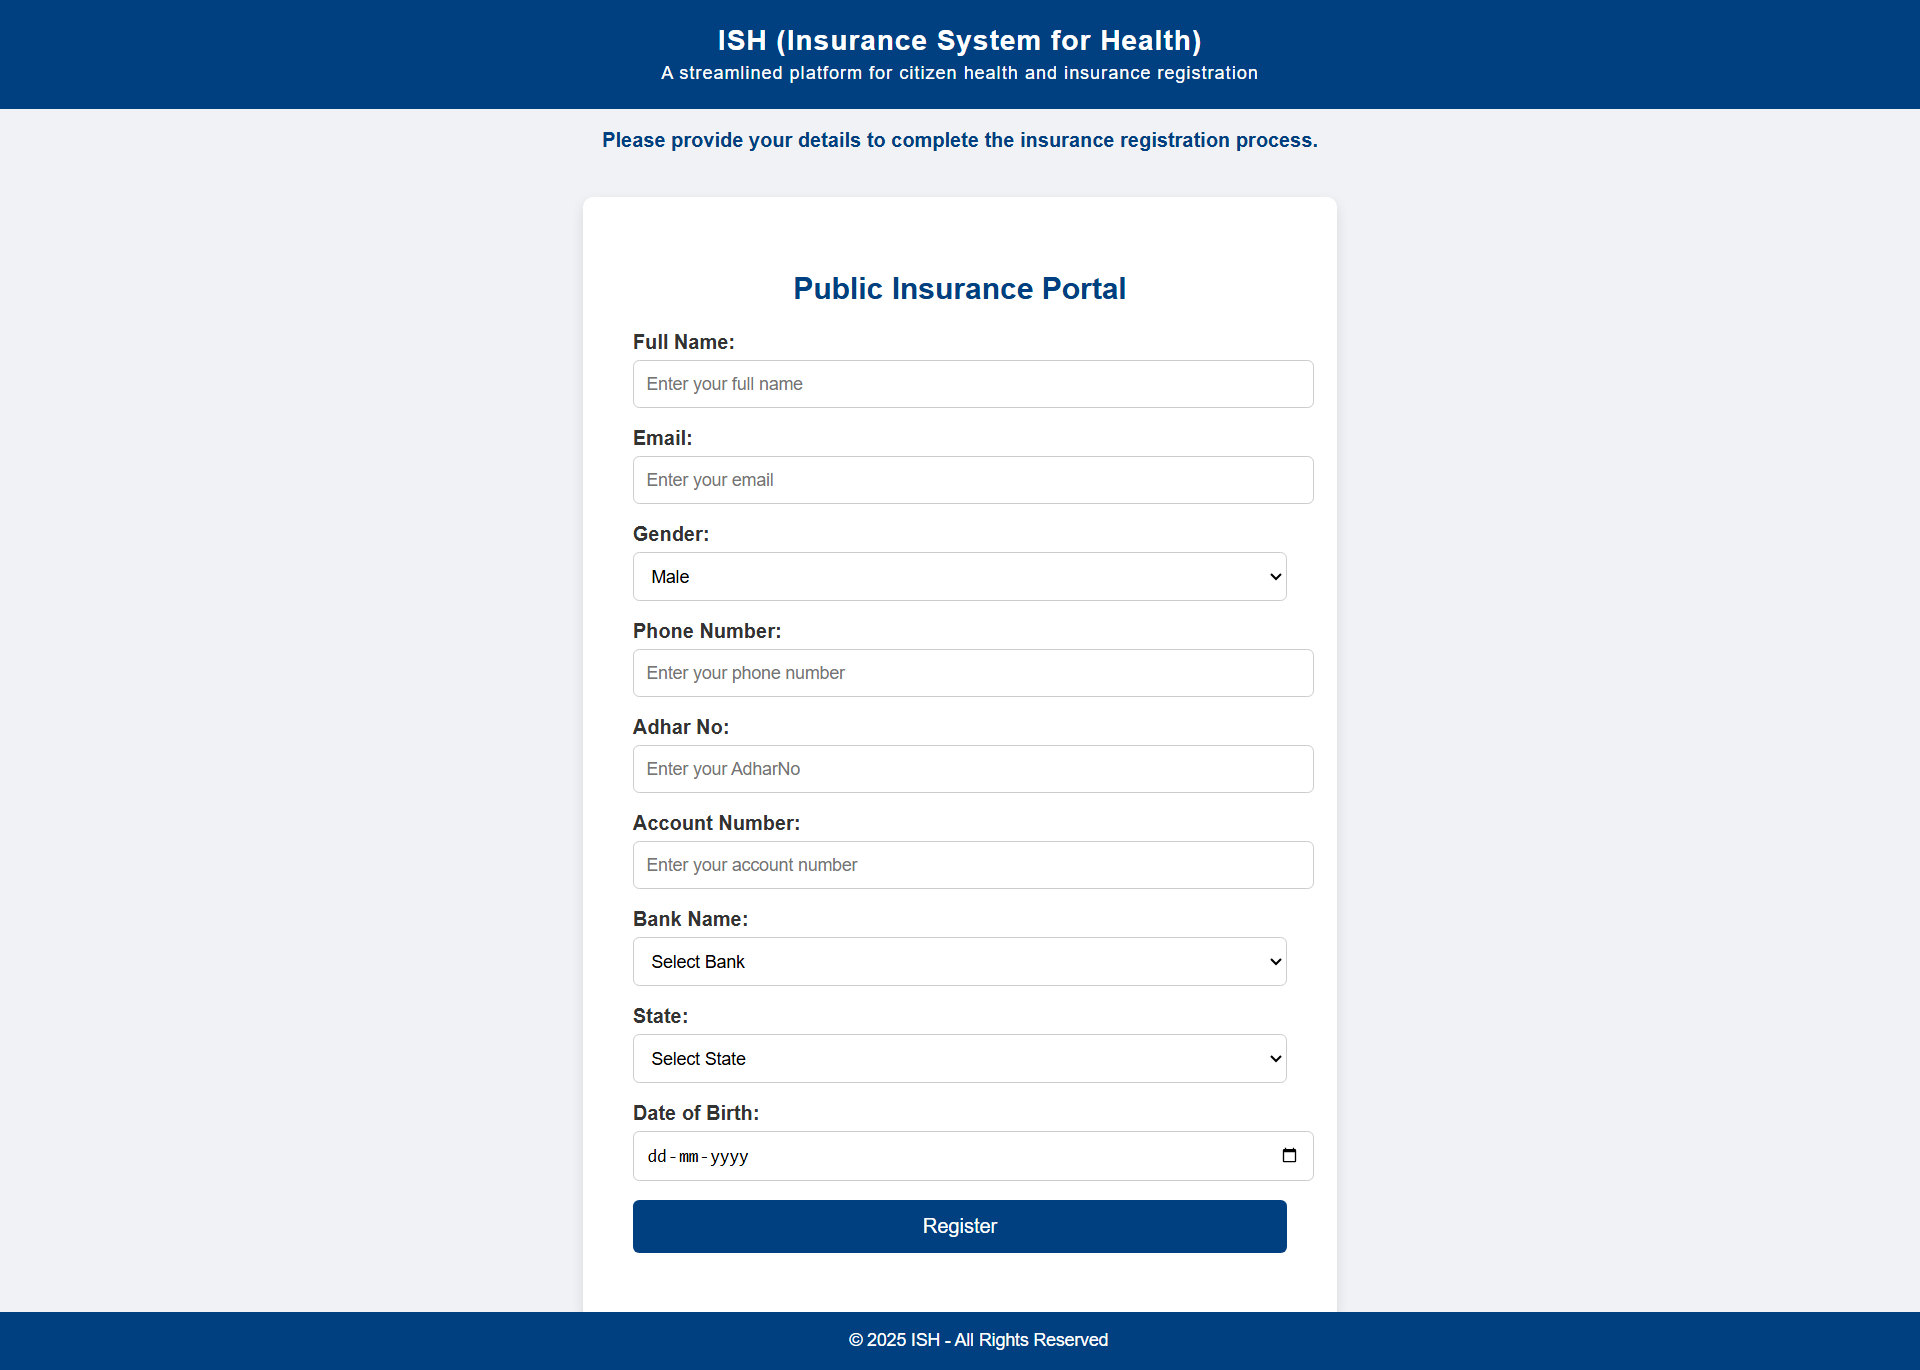 ISH (Insurance System for Health)
A streamlined platform for citizen health and insurance registration
Please provide your details to complete the insurance registration process.
Public Insurance Portal
Full Name:
Enter your full name
Email:
Enter your email
Gender:
Male
Phone Number:
Enter your phone number
Adhar No:
Enter your AdharNo
Account Number:
Enter your account number
Bank Name:
Select Bank
State:
Select State
Date of Birth:
dd-mm-yyyy
Register
© 2025 ISH - All Rights Reserved